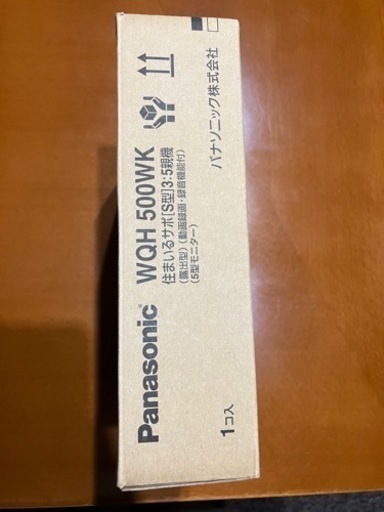 Panasonic
WQH 500WK
住まいるサポ[S型]3:5親機
(露出型)(動画録画・録音機能付)
(5型モニター)
1コ入
パナソニック株式会社